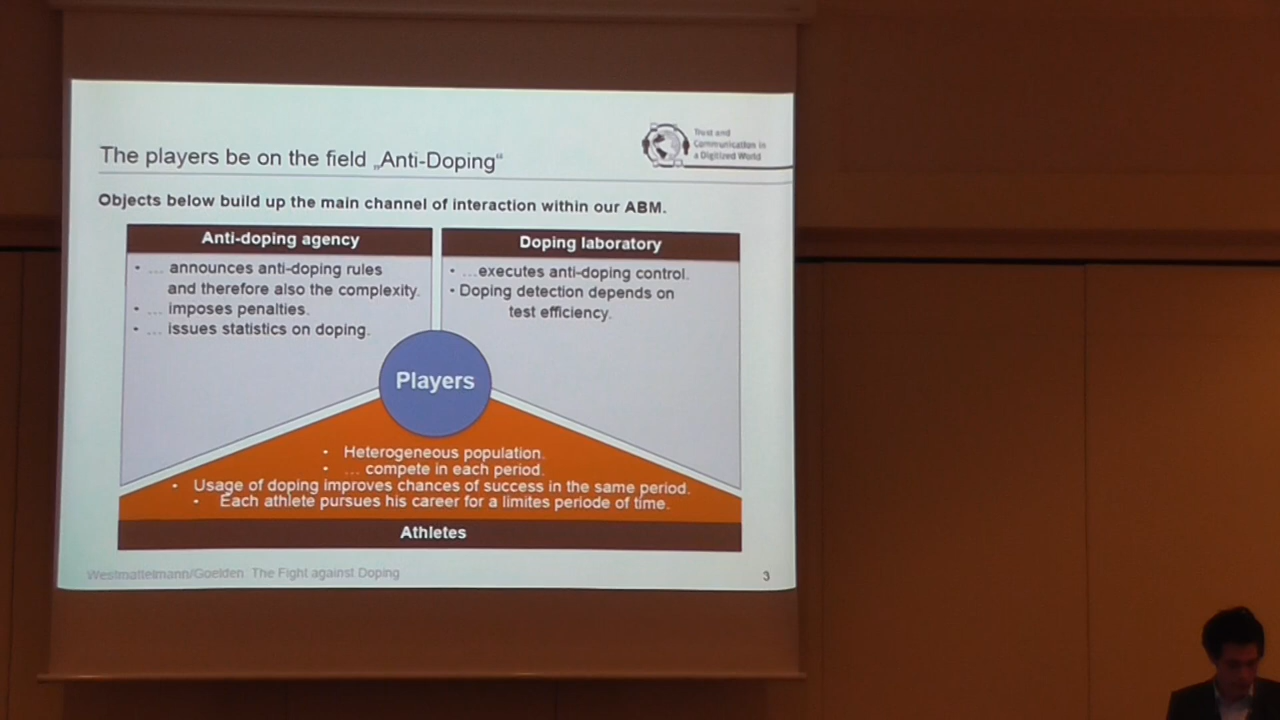 Trust and
Communication in
a Digitized World
The players be on the field „Anti-Doping“
Objects below build up the main channel of interaction within our ABM.
Anti-doping agency
• … announces anti-doping rules
and therefore also the complexity.
• … imposes penalties.
• … issues statistics on doping.
Doping laboratory
• …executes anti-doping control.
• Doping detection depends on
test efficiency.
Players
• Heterogeneous population.
• … compete in each period.
• Usage of doping improves chances of success in the same period.
• Each athlete pursues his career for a limites periode of time.
Athletes
Westmattelmann/Goelden: The Fight against Doping
3